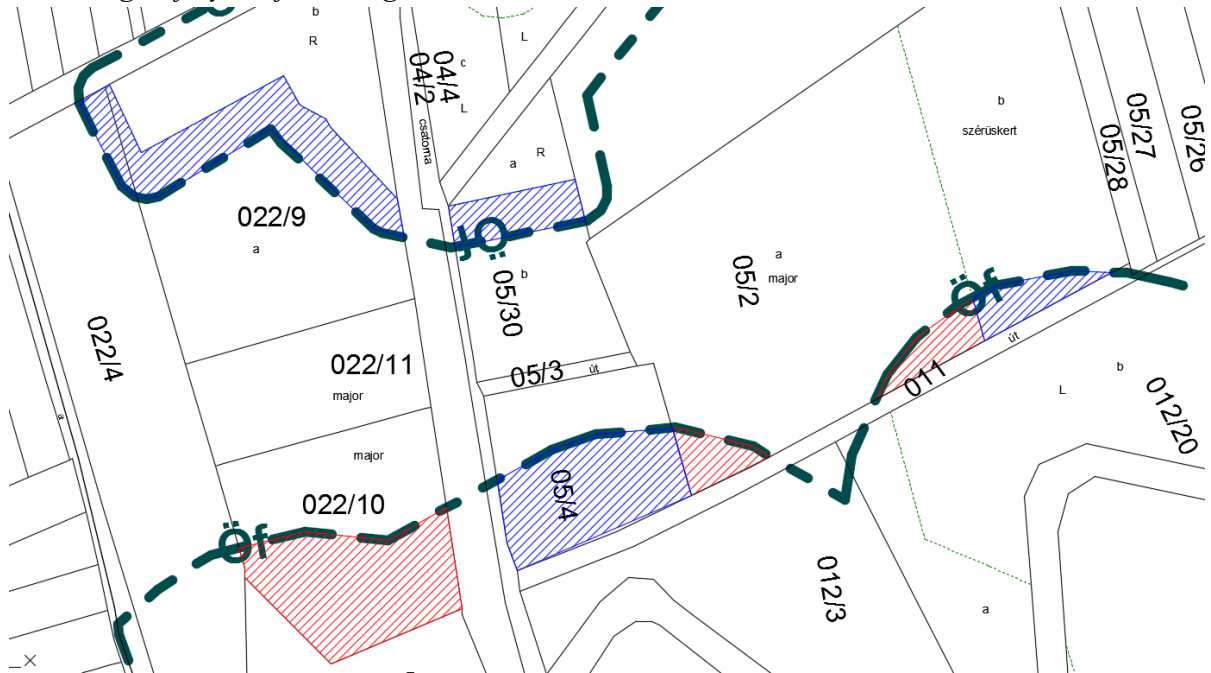 b
R
L
c
L
04/4
04/2
csatorna
a
R
b
szérűskert
05/28
05/27
05/26
022/9
a
Öf
b
05/30
a
major
05/2
Öf
022/4
022/11
major
05/3
út
út
011
b
L
012/20
major
022/10
05/4
Öf
012/3
a